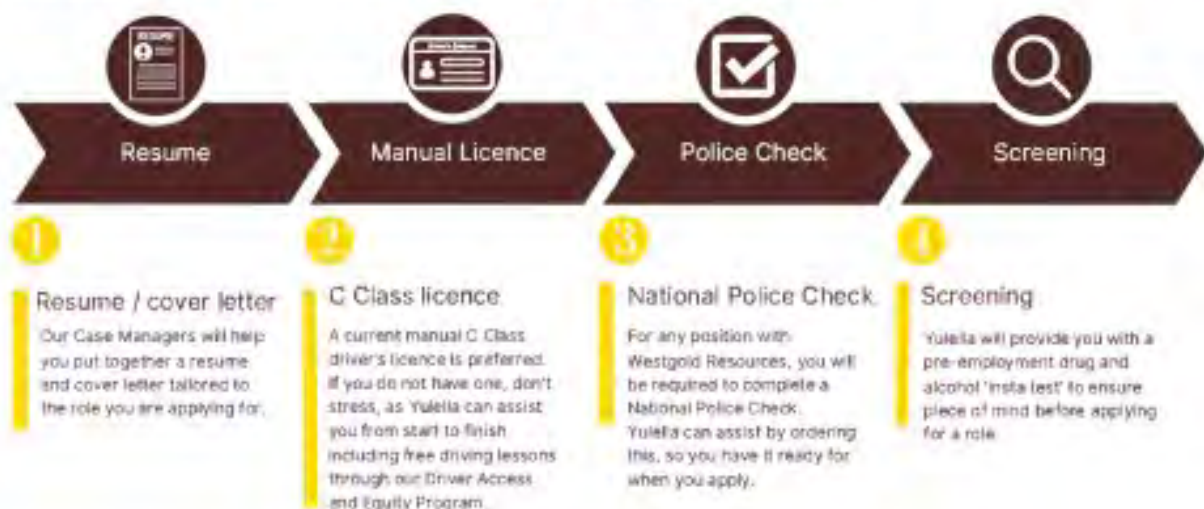 RESUME
Resume
Manual Licence
Police Check
Screening
1
Resume / cover letter
Our Case Managers will help
you put together a resume
and cover letter tailored to
the role you are applying for.
2
C Class licence
A current manual C Class
driver's licence is preferred.
If you do not have one, don't
stress, as Yulella can assist
you from start to finish
including free driving lessons
through our Driver Access
and Equity Program.
3
National Police Check
For any position with
Westgold Resources, you will
be required to complete a
National Police Check.
Yulella can assist by ordering
this, so you have it ready for
when you apply.
4
Screening
Yulella will provide you with a
pre-employment drug and
alcohol 'insta test' to ensure
piece of mind before applying
for a role.